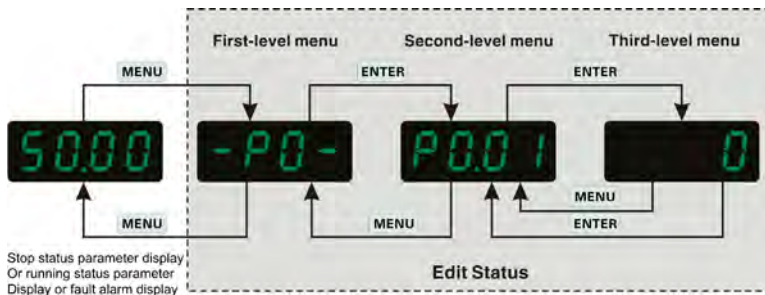 First-level menu
Second-level menu
Third-level menu
MENU
ENTER
ENTER
50.00
-P0-
P0.01
0
MENU
MENU
MENU
ENTER
Stop status parameter display
Or running status parameter
Display or fault alarm display
Edit Status